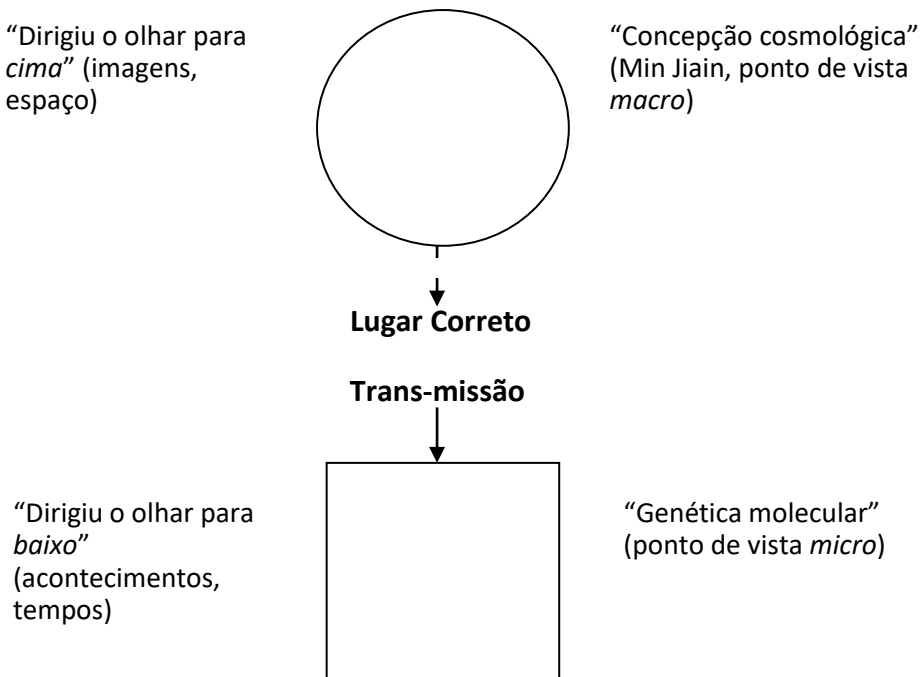 “Dirigiu o olhar para
cima” (imagens,
espaço)
“Concepção cosmológica”
(Min Jiain, ponto de vista
macro)
Lugar Correto
Trans-missão
“Dirigiu o olhar para
baixo”
(acontecimentos,
tempos)
“Genética molecular”
(ponto de vista micro)